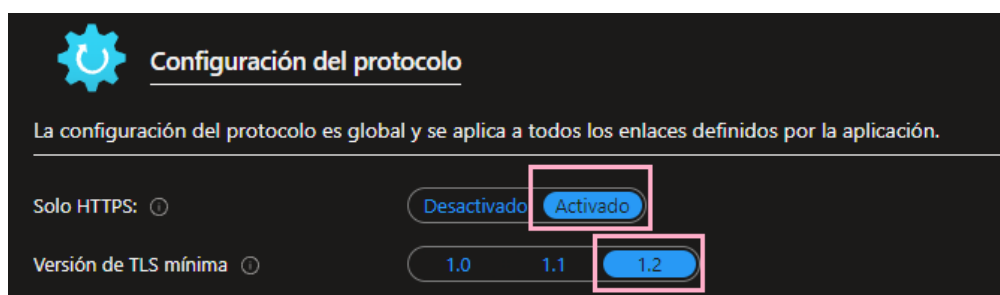 Configuración del protocolo
La configuración del protocolo es global y se aplica a todos los enlaces definidos por la aplicación.
Solo HTTPS: Desactivado Activado
Versión de TLS mínima 1.0 1.1 1.2